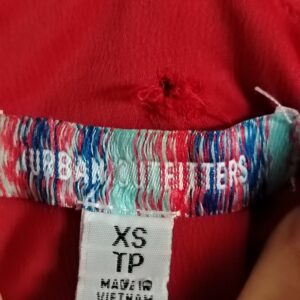 URBAN OUTFITTERS
XS
TP
MADE IN
VIETNAM